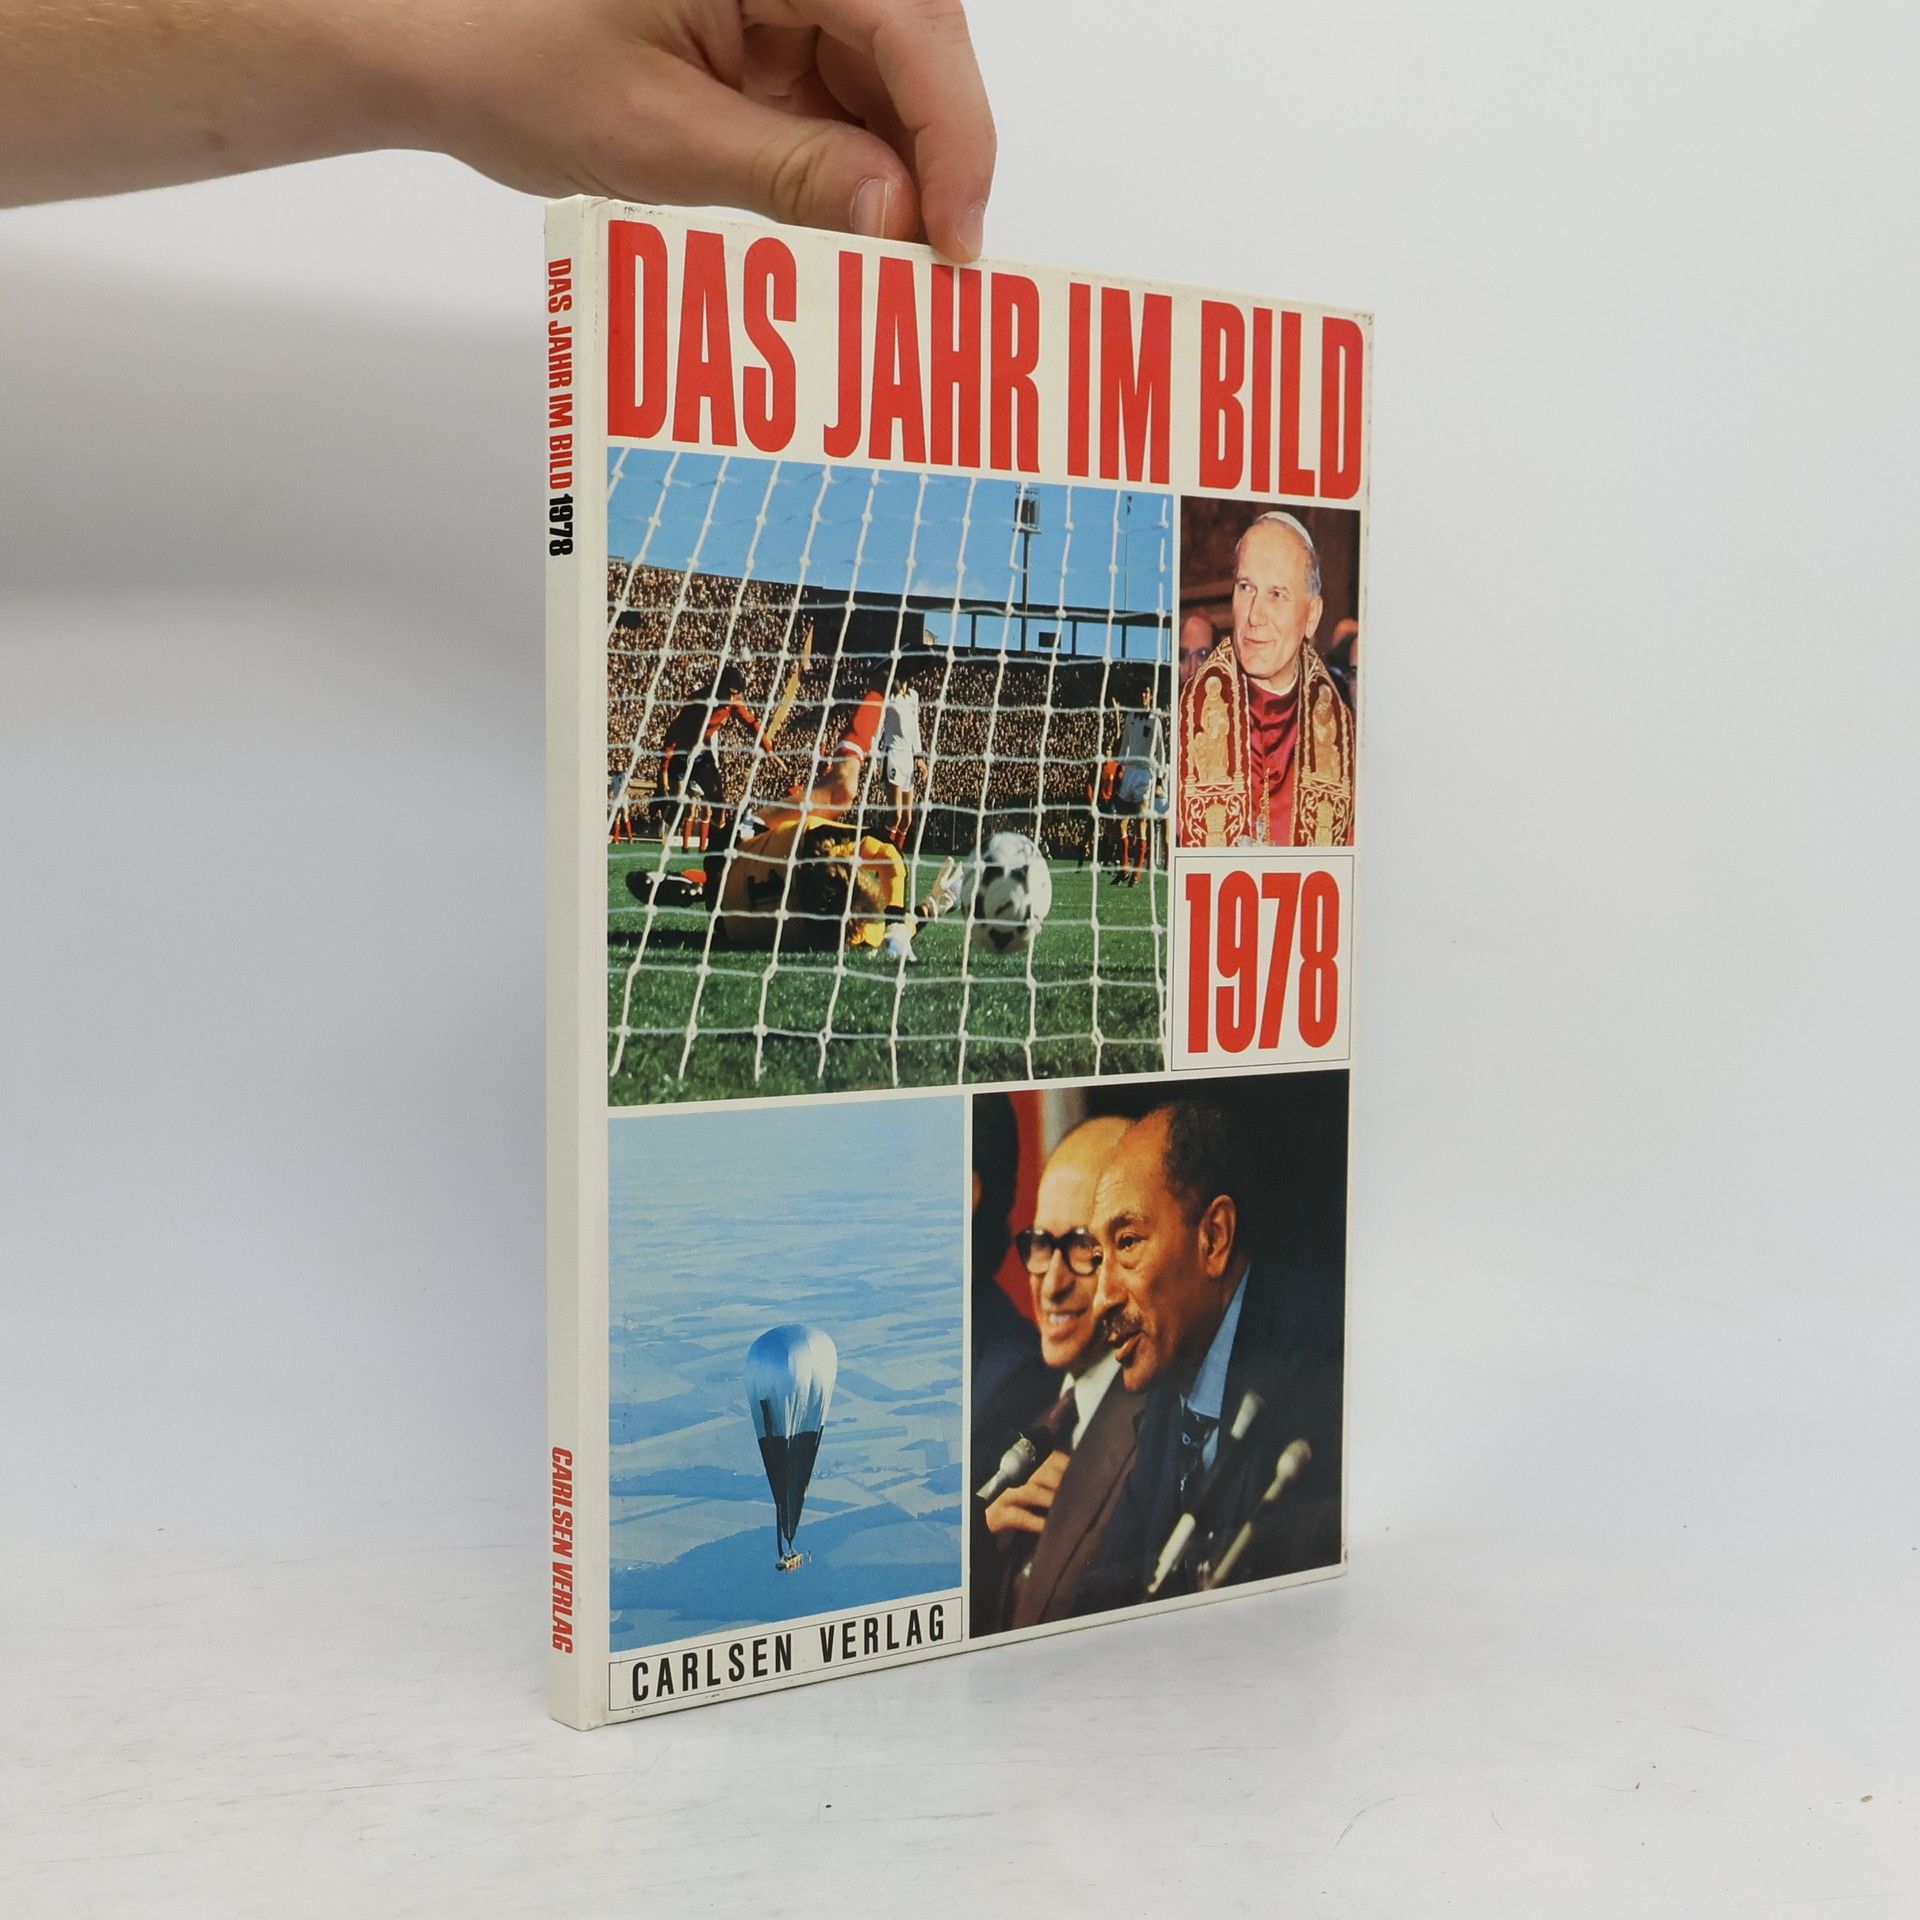 DAS JAHR IM BILD 1978
CARLSEN VERLAG
DAS JAHR IM BILD
1978
CARLSEN VERLAG